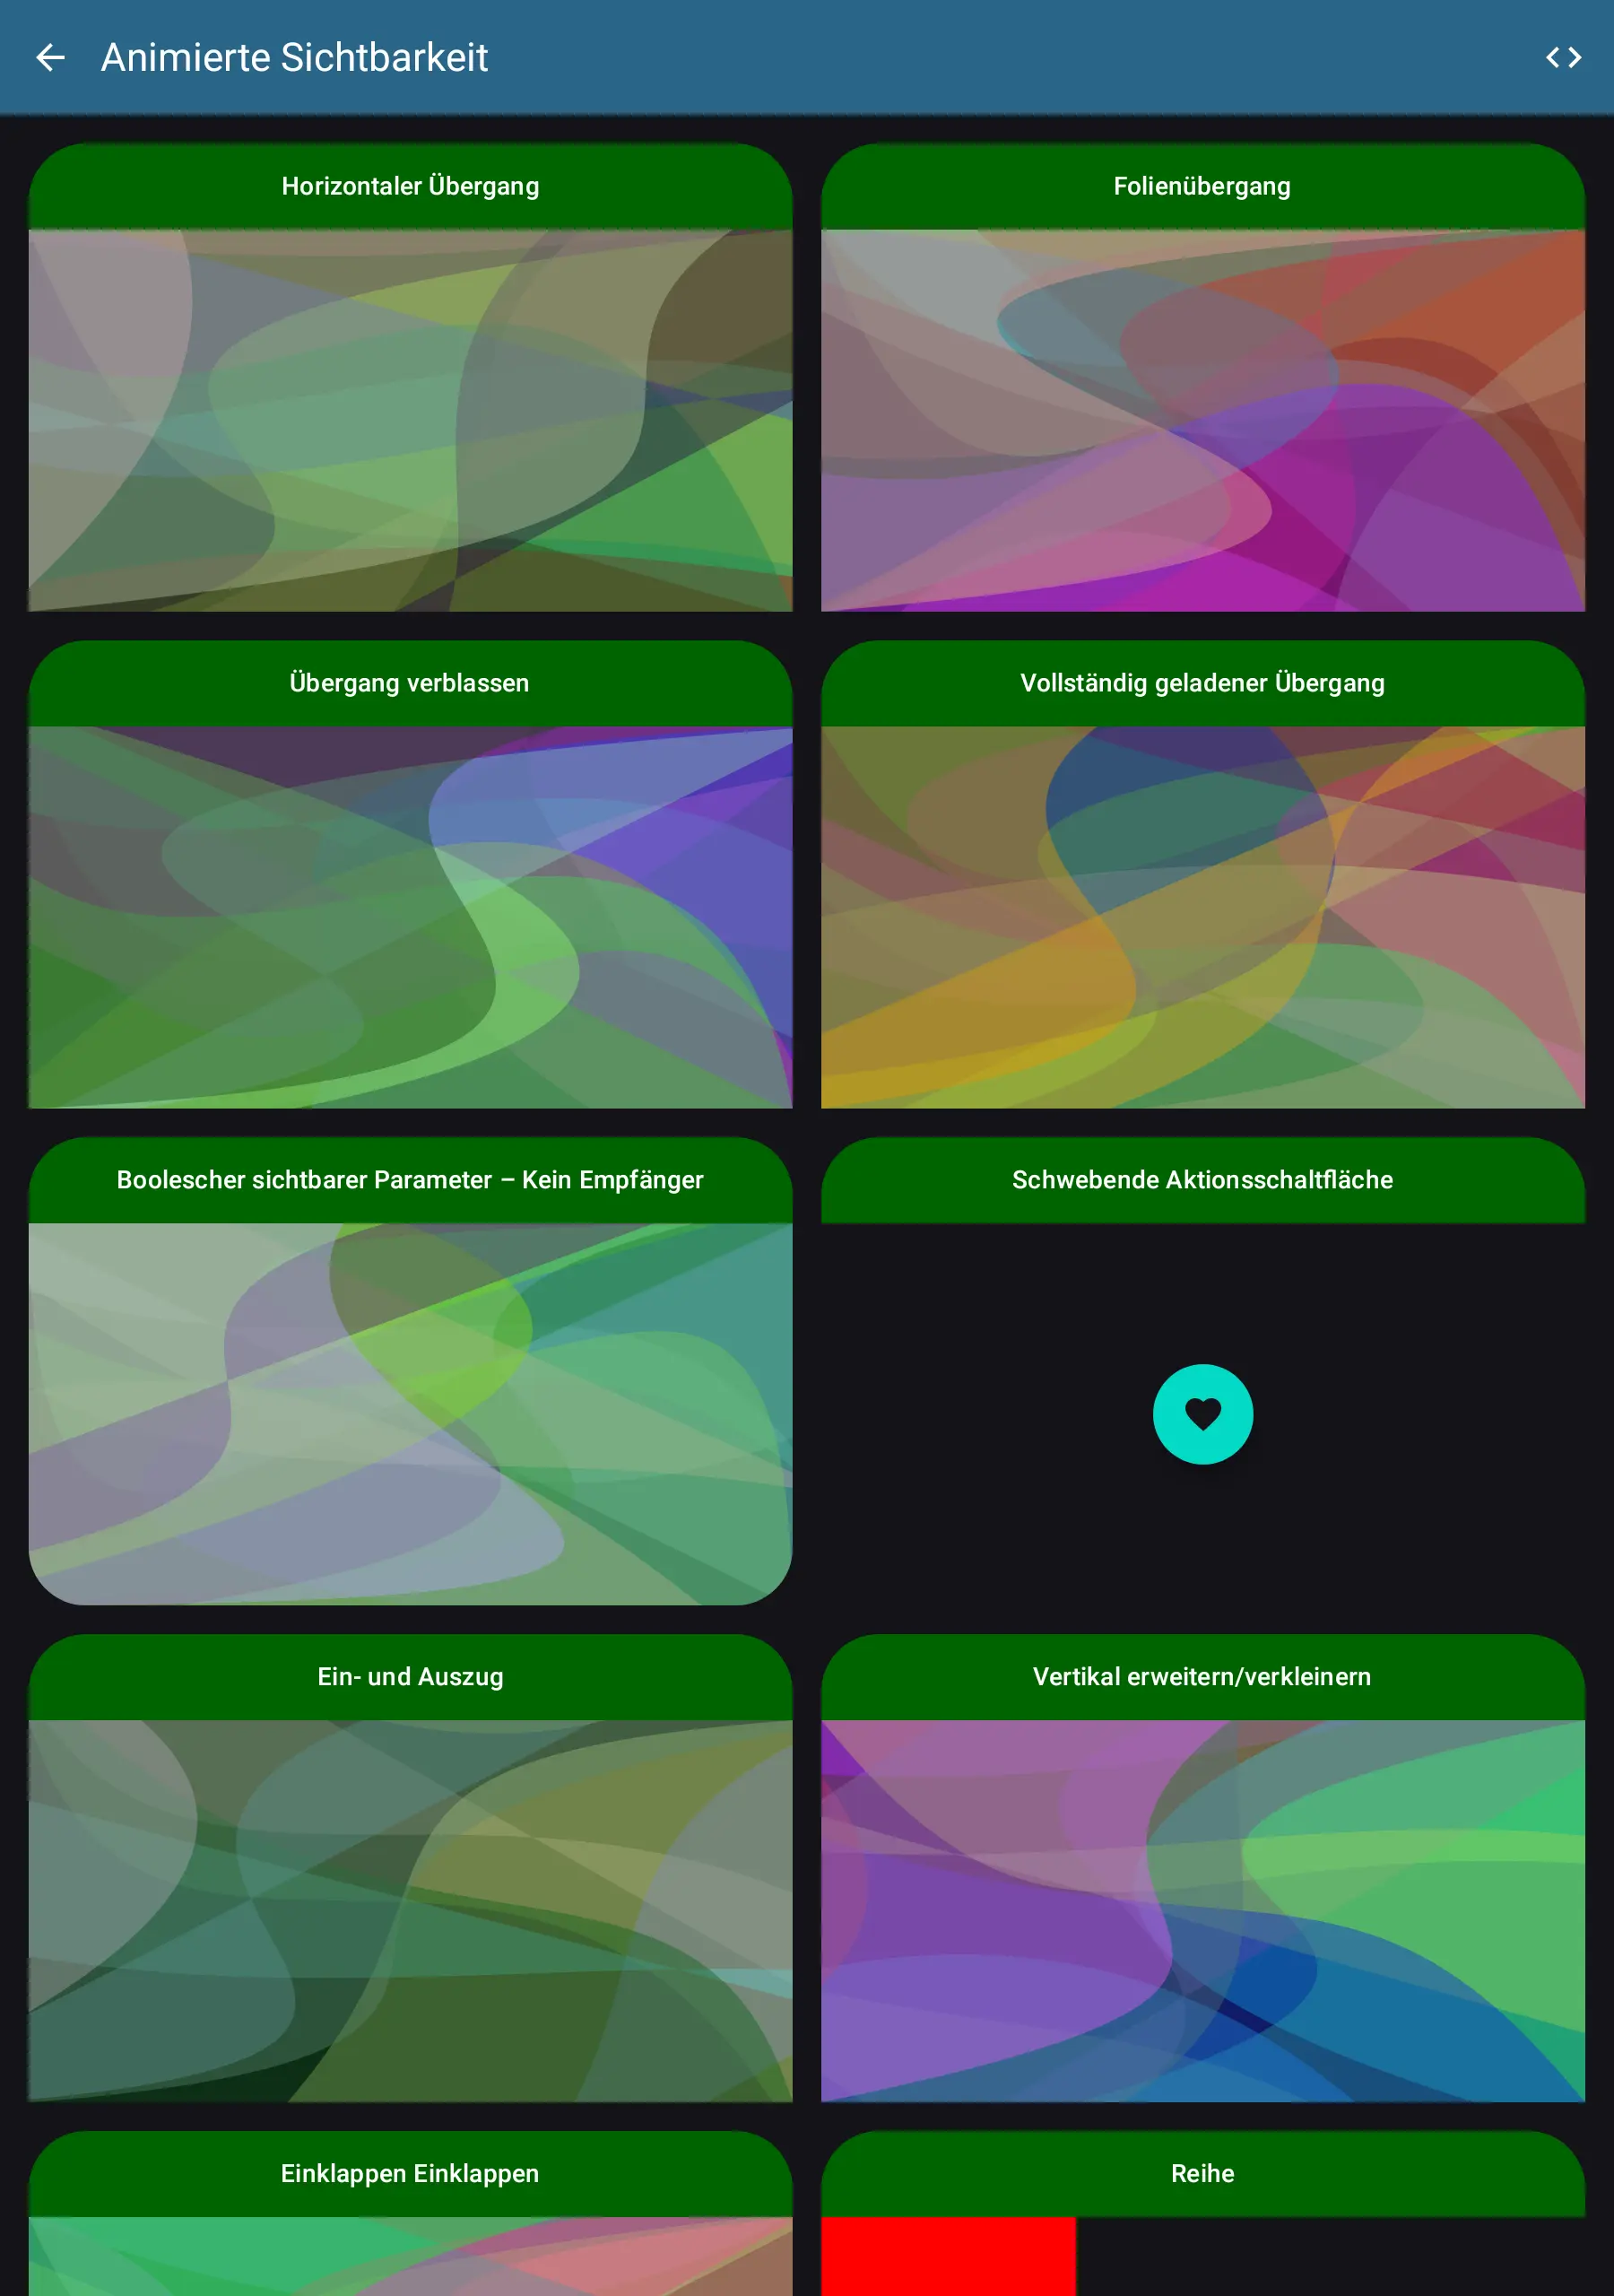 Animierte Sichtbarkeit
Horizontaler Übergang
Folienübergang
Übergang verblassen
Vollständig geladener Übergang
Boolescher sichtbarer Parameter – Kein Empfänger
Schwebende Aktionsschaltfläche
Ein- und Auszug
Vertikal erweitern/verkleinern
Einklappen Einklappen
Reihe